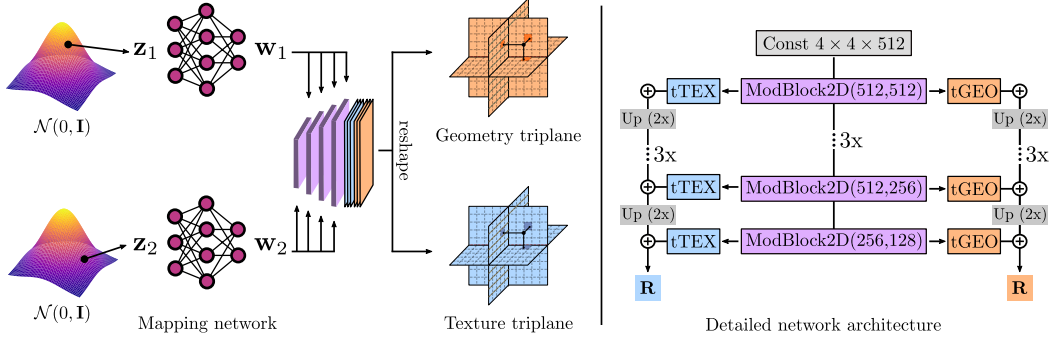 z₁
w₁
𝒩(0, I)
reshape
Geometry triplane
z₂
w₂
𝒩(0, I)
Mapping network
Texture triplane
Const 4 × 4 × 512
tTEX
ModBlock2D(512,512)
tGEO
Up (2x)
Up (2x)
3x
3x
3x
tTEX
ModBlock2D(512,256)
tGEO
Up (2x)
Up (2x)
tTEX
ModBlock2D(256,128)
tGEO
R
R
Detailed network architecture